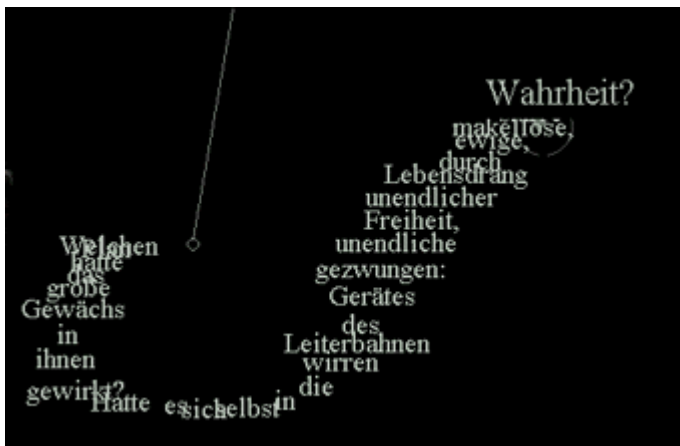 Welchen
hatte
das
große
Gewächs
in
ihnen
gewirkt?
Hatte es sich selbst in
die
wirren
Leiterbahnen
des
Gerätes
gezwungen:
unendliche
Freiheit,
unendlicher
Lebensdrang
durch
ewige,
makellose,
Wahrheit?